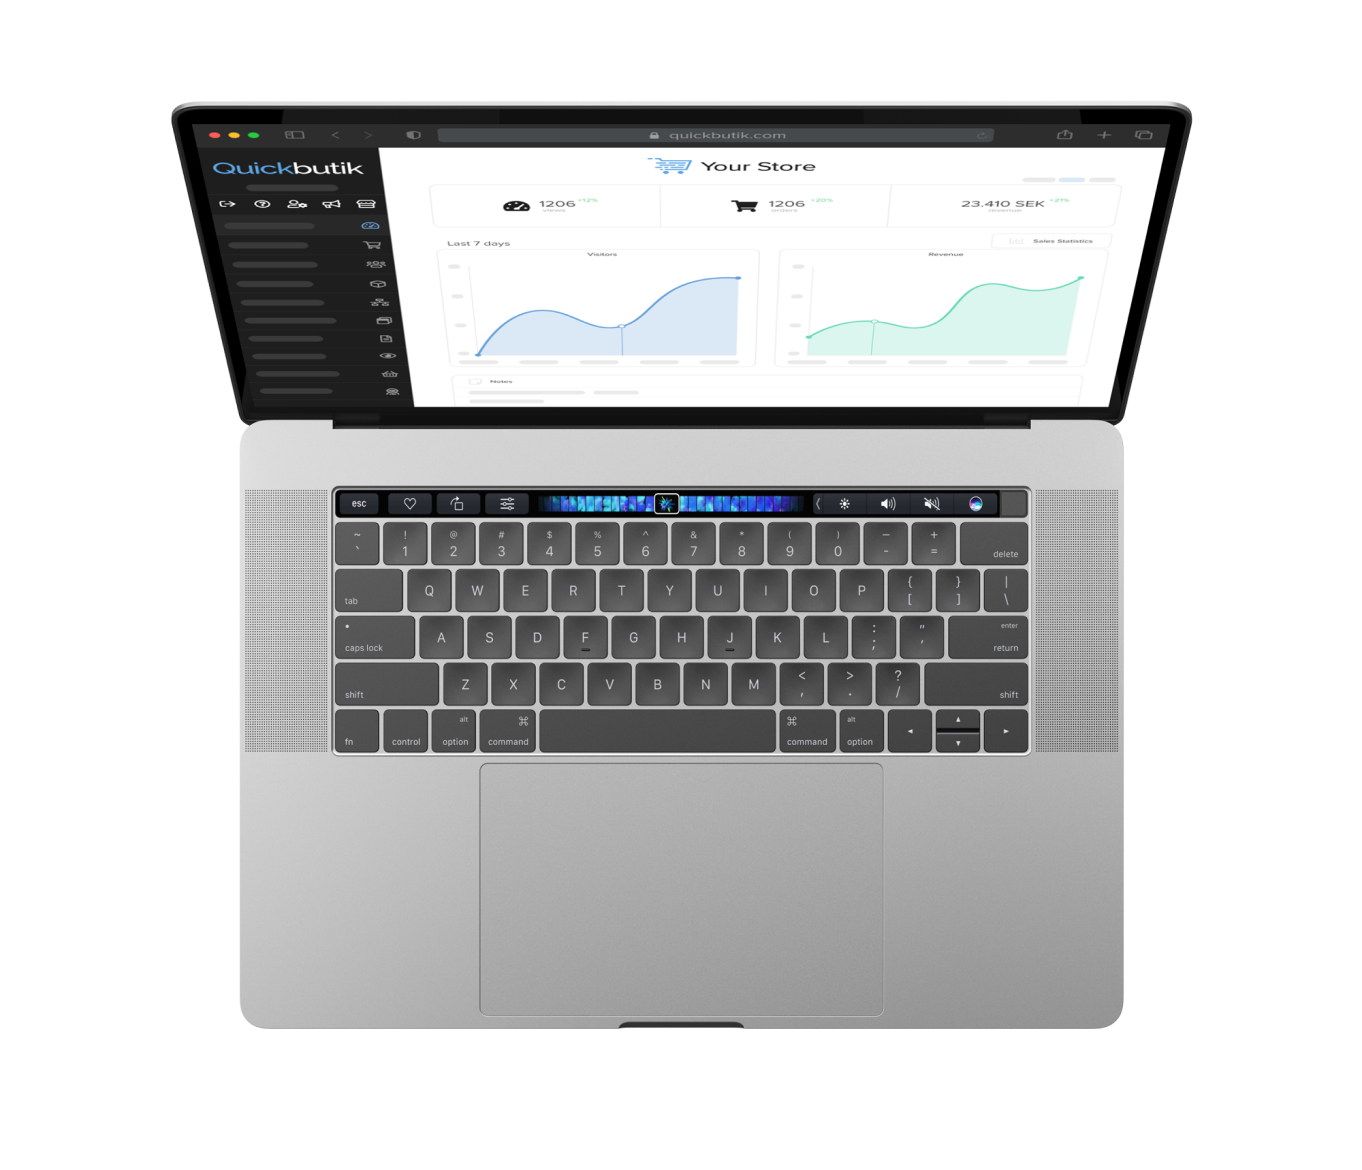 quickbutik.com
Quickbutik
Your Store
1206 +12%
views
1206 +20%
orders
23.410 SEK +21%
revenue
Last 7 days
Sales Statistics
Visitors
Revenue
Notes
esc
~ ! @ # $ % ^ & * ( ) — +
` 1 2 3 4 5 6 7 8 9 0 - = delete
tab Q W E R T Y U I O P { [ } ] | \
caps lock A S D F G H J K L : ; " ' enter return
shift Z X C V B N M < , > . ? / shift
fn control alt option ⌘ command ⌘ command alt option ◀ ▲ ▼ ▶